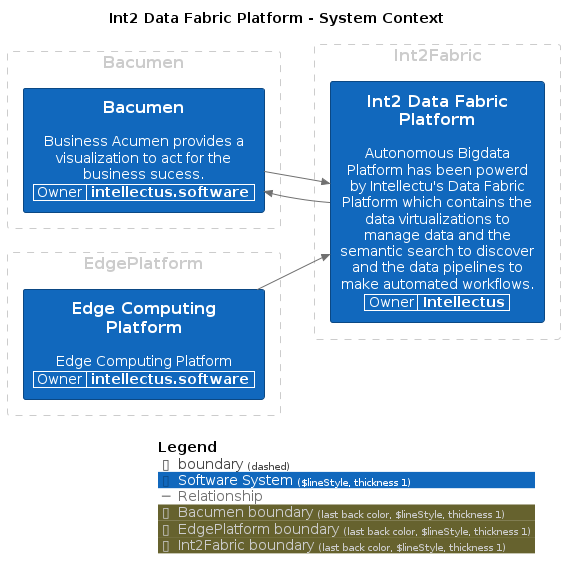 Int2 Data Fabric Platform - System Context
Bacumen
Bacumen
Business Acumen provides a
visualization to act for the
business sucess.
Owner intellectus.software
EdgePlatform
Edge Computing
Platform
Edge Computing Platform
Owner intellectus.software
Int2Fabric
Int2 Data Fabric
Platform
Autonomous Bigdata
Platform has been powerd
by Intellectu's Data Fabric
Platform which contains the
data virtualizations to
manage data and the
semantic search to discover
and the data pipelines to
make automated workflows.
Owner Intellectus
Legend
boundary (dashed)
Software System ($lineStyle, thickness 1)
Relationship
Bacumen boundary (last back color, $lineStyle, thickness 1)
EdgePlatform boundary (last back color, $lineStyle, thickness 1)
Int2Fabric boundary (last back color, $lineStyle, thickness 1)